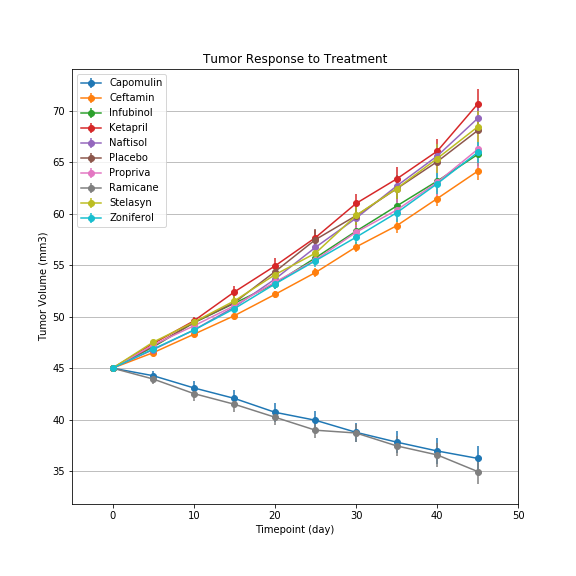 Tumor Response to Treatment
Capomulin
Ceftamin
Infubinol
Ketapril
Naftisol
Placebo
Propriva
Ramicane
Stelasyn
Zoniferol
Tumor Volume (mm3)
70
65
60
55
50
45
40
35
0 10 20 30 40 50
Timepoint (day)